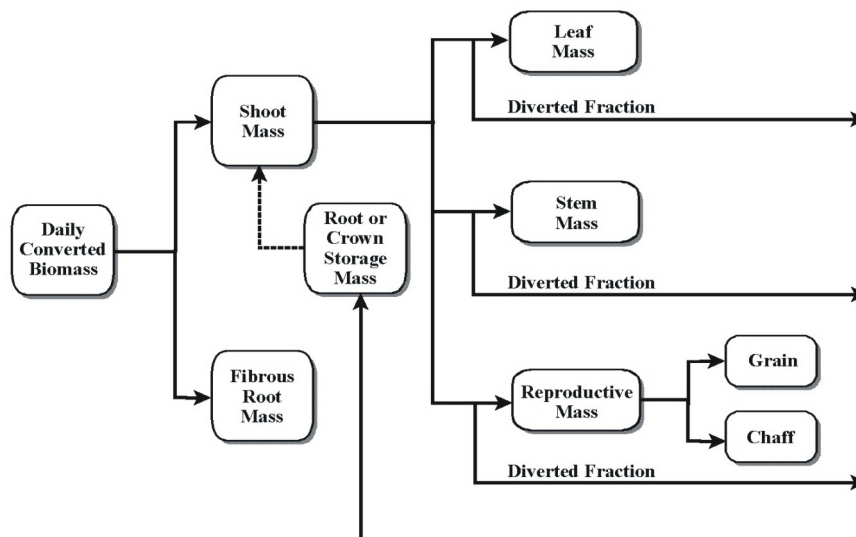 Leaf
Mass
Diverted Fraction
Shoot
Mass
Stem
Mass
Diverted Fraction
Root or
Crown
Storage
Mass
Daily
Converted
Biomass
Fibrous
Root
Mass
Reproductive
Mass
Grain
Chaff
Diverted Fraction